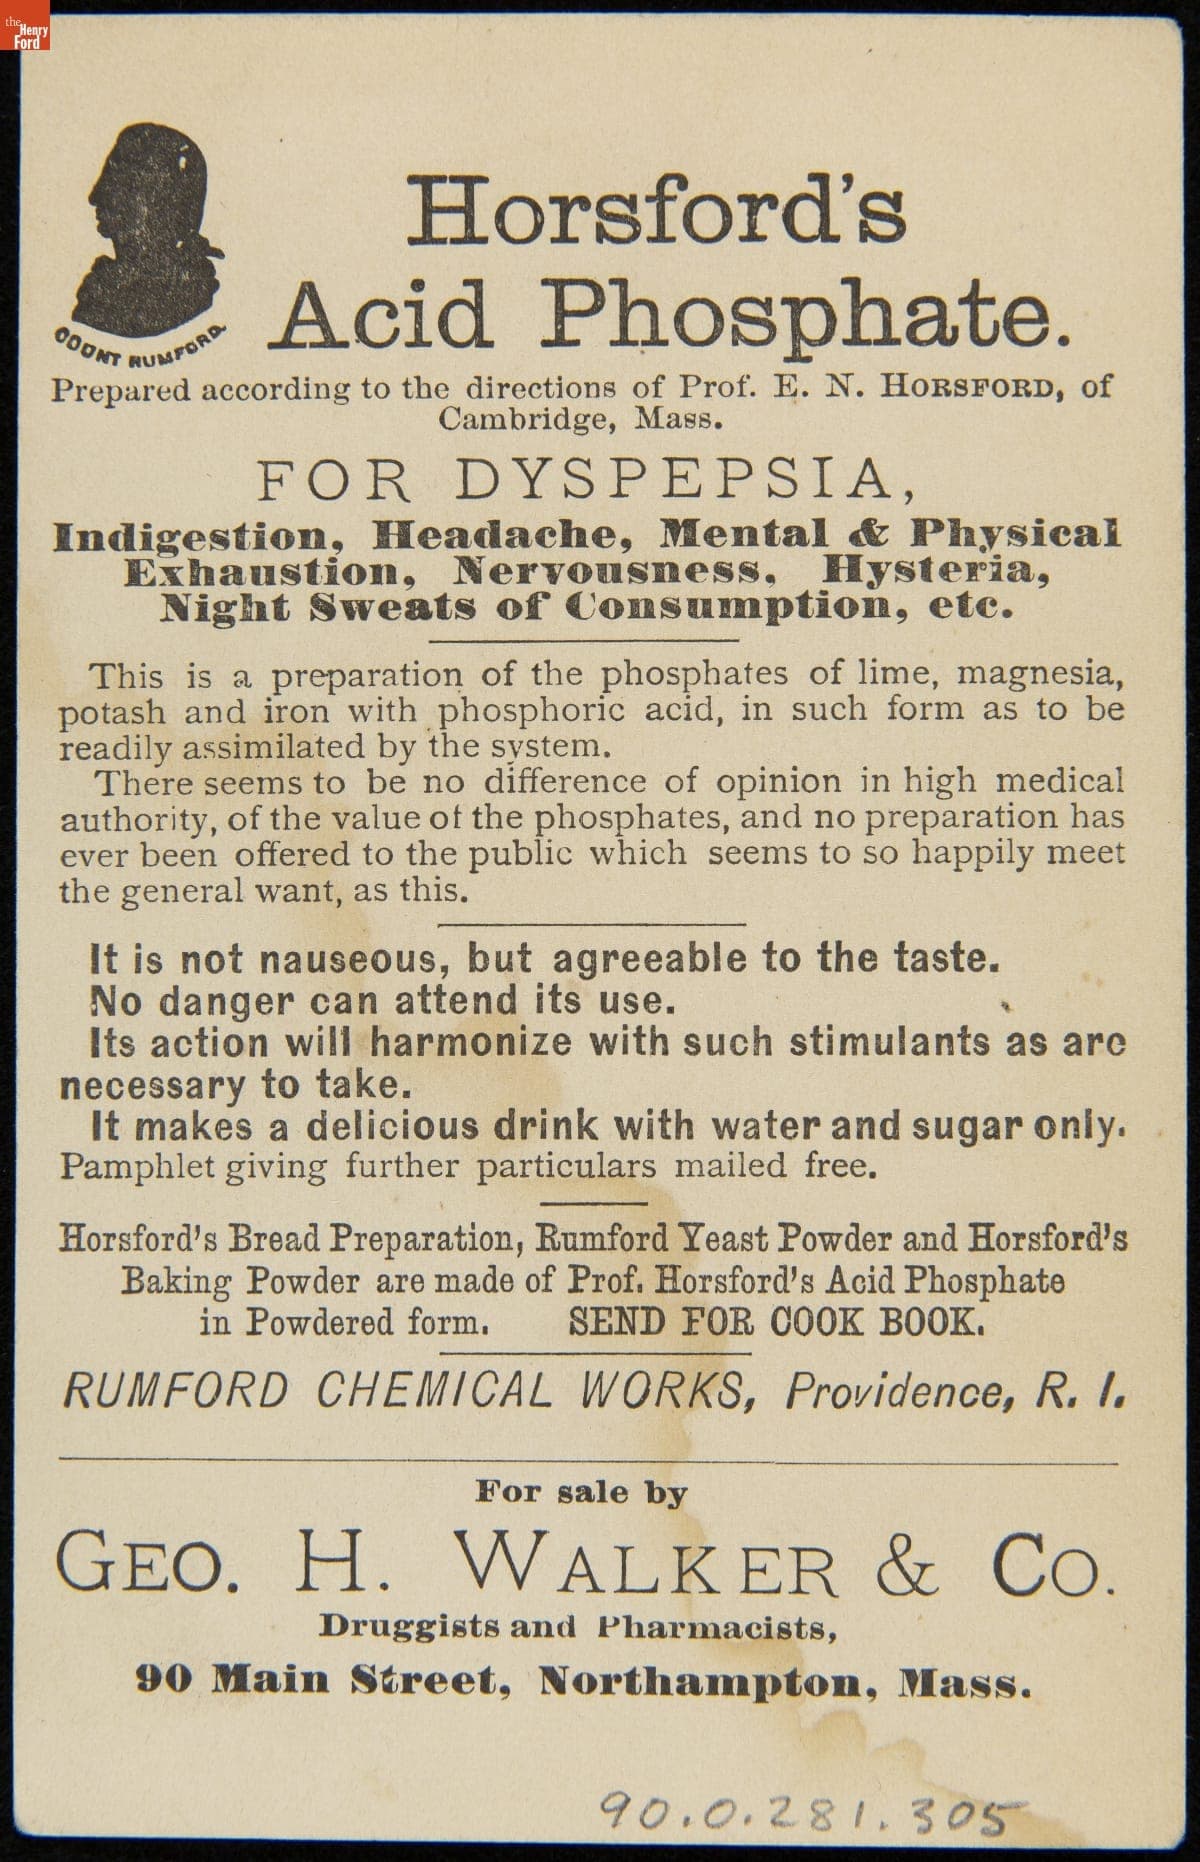 the
Henry
Ford
COUNT RUMFORD.
Horsford's
Acid Phosphate.
Prepared according to the directions of Prof. E. N. HORSFORD, of
Cambridge, Mass.
FOR DYSPEPSIA,
Indigestion, Headache, Mental & Physical
Exhaustion, Nervousness, Hysteria,
Night Sweats of Consumption, etc.
This is a preparation of the phosphates of lime, magnesia,
potash and iron with phosphoric acid, in such form as to be
readily assimilated by the system.
There seems to be no difference of opinion in high medical
authority, of the value of the phosphates, and no preparation has
ever been offered to the public which seems to so happily meet
the general want, as this.
It is not nauseous, but agreeable to the taste.
No danger can attend its use.
Its action will harmonize with such stimulants as are
necessary to take.
It makes a delicious drink with water and sugar only.
Pamphlet giving further particulars mailed free.
Horsford's Bread Preparation, Rumford Yeast Powder and Horsford's
Baking Powder are made of Prof. Horsford's Acid Phosphate
in Powdered form. SEND FOR COOK BOOK.
RUMFORD CHEMICAL WORKS, Providence, R. I.
For sale by
GEO. H. WALKER & CO.
Druggists and Pharmacists,
90 Main Street, Northampton, Mass.
90.0.281.305